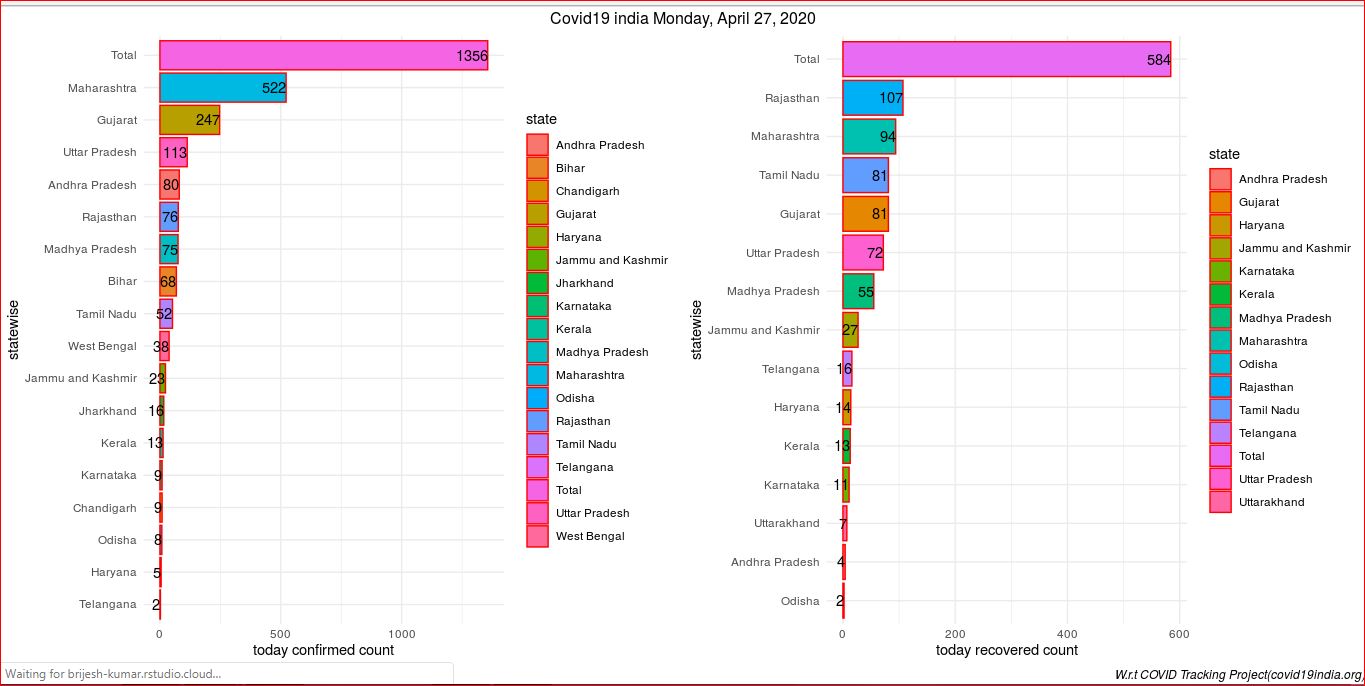 Covid19 india Monday, April 27, 2020
statewise
Total 1356
Maharashtra 522
Gujarat 247
Uttar Pradesh 113
Andhra Pradesh 80
Rajasthan 76
Madhya Pradesh 75
Bihar 68
Tamil Nadu 52
West Bengal 38
Jammu and Kashmir 23
Jharkhand 16
Kerala 13
Karnataka 9
Chandigarh 9
Odisha 8
Haryana 5
Telangana 2
0 500 1000
today confirmed count
state
Andhra Pradesh
Bihar
Chandigarh
Gujarat
Haryana
Jammu and Kashmir
Jharkhand
Karnataka
Kerala
Madhya Pradesh
Maharashtra
Odisha
Rajasthan
Tamil Nadu
Telangana
Total
Uttar Pradesh
West Bengal
statewise
Total 584
Rajasthan 107
Maharashtra 94
Tamil Nadu 81
Gujarat 81
Uttar Pradesh 72
Madhya Pradesh 55
Jammu and Kashmir 27
Telangana 16
Haryana 14
Kerala 13
Karnataka 11
Uttarakhand 7
Andhra Pradesh 4
Odisha 2
0 200 400 600
today recovered count
state
Andhra Pradesh
Gujarat
Haryana
Jammu and Kashmir
Karnataka
Kerala
Madhya Pradesh
Maharashtra
Odisha
Rajasthan
Tamil Nadu
Telangana
Total
Uttar Pradesh
Uttarakhand
Waiting for brijesh-kumar.rstudio.cloud...
W.r.t COVID Tracking Project(covid19india.org